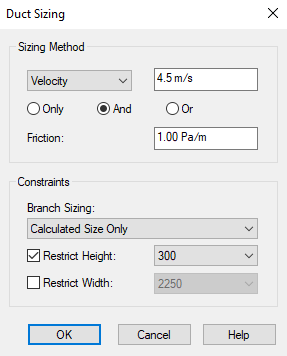 Duct Sizing
Sizing Method
Velocity 4.5 m/s
Only And Or
Friction: 1.00 Pa/m
Constraints
Branch Sizing:
Calculated Size Only
Restrict Height: 300
Restrict Width: 2250
OK Cancel Help